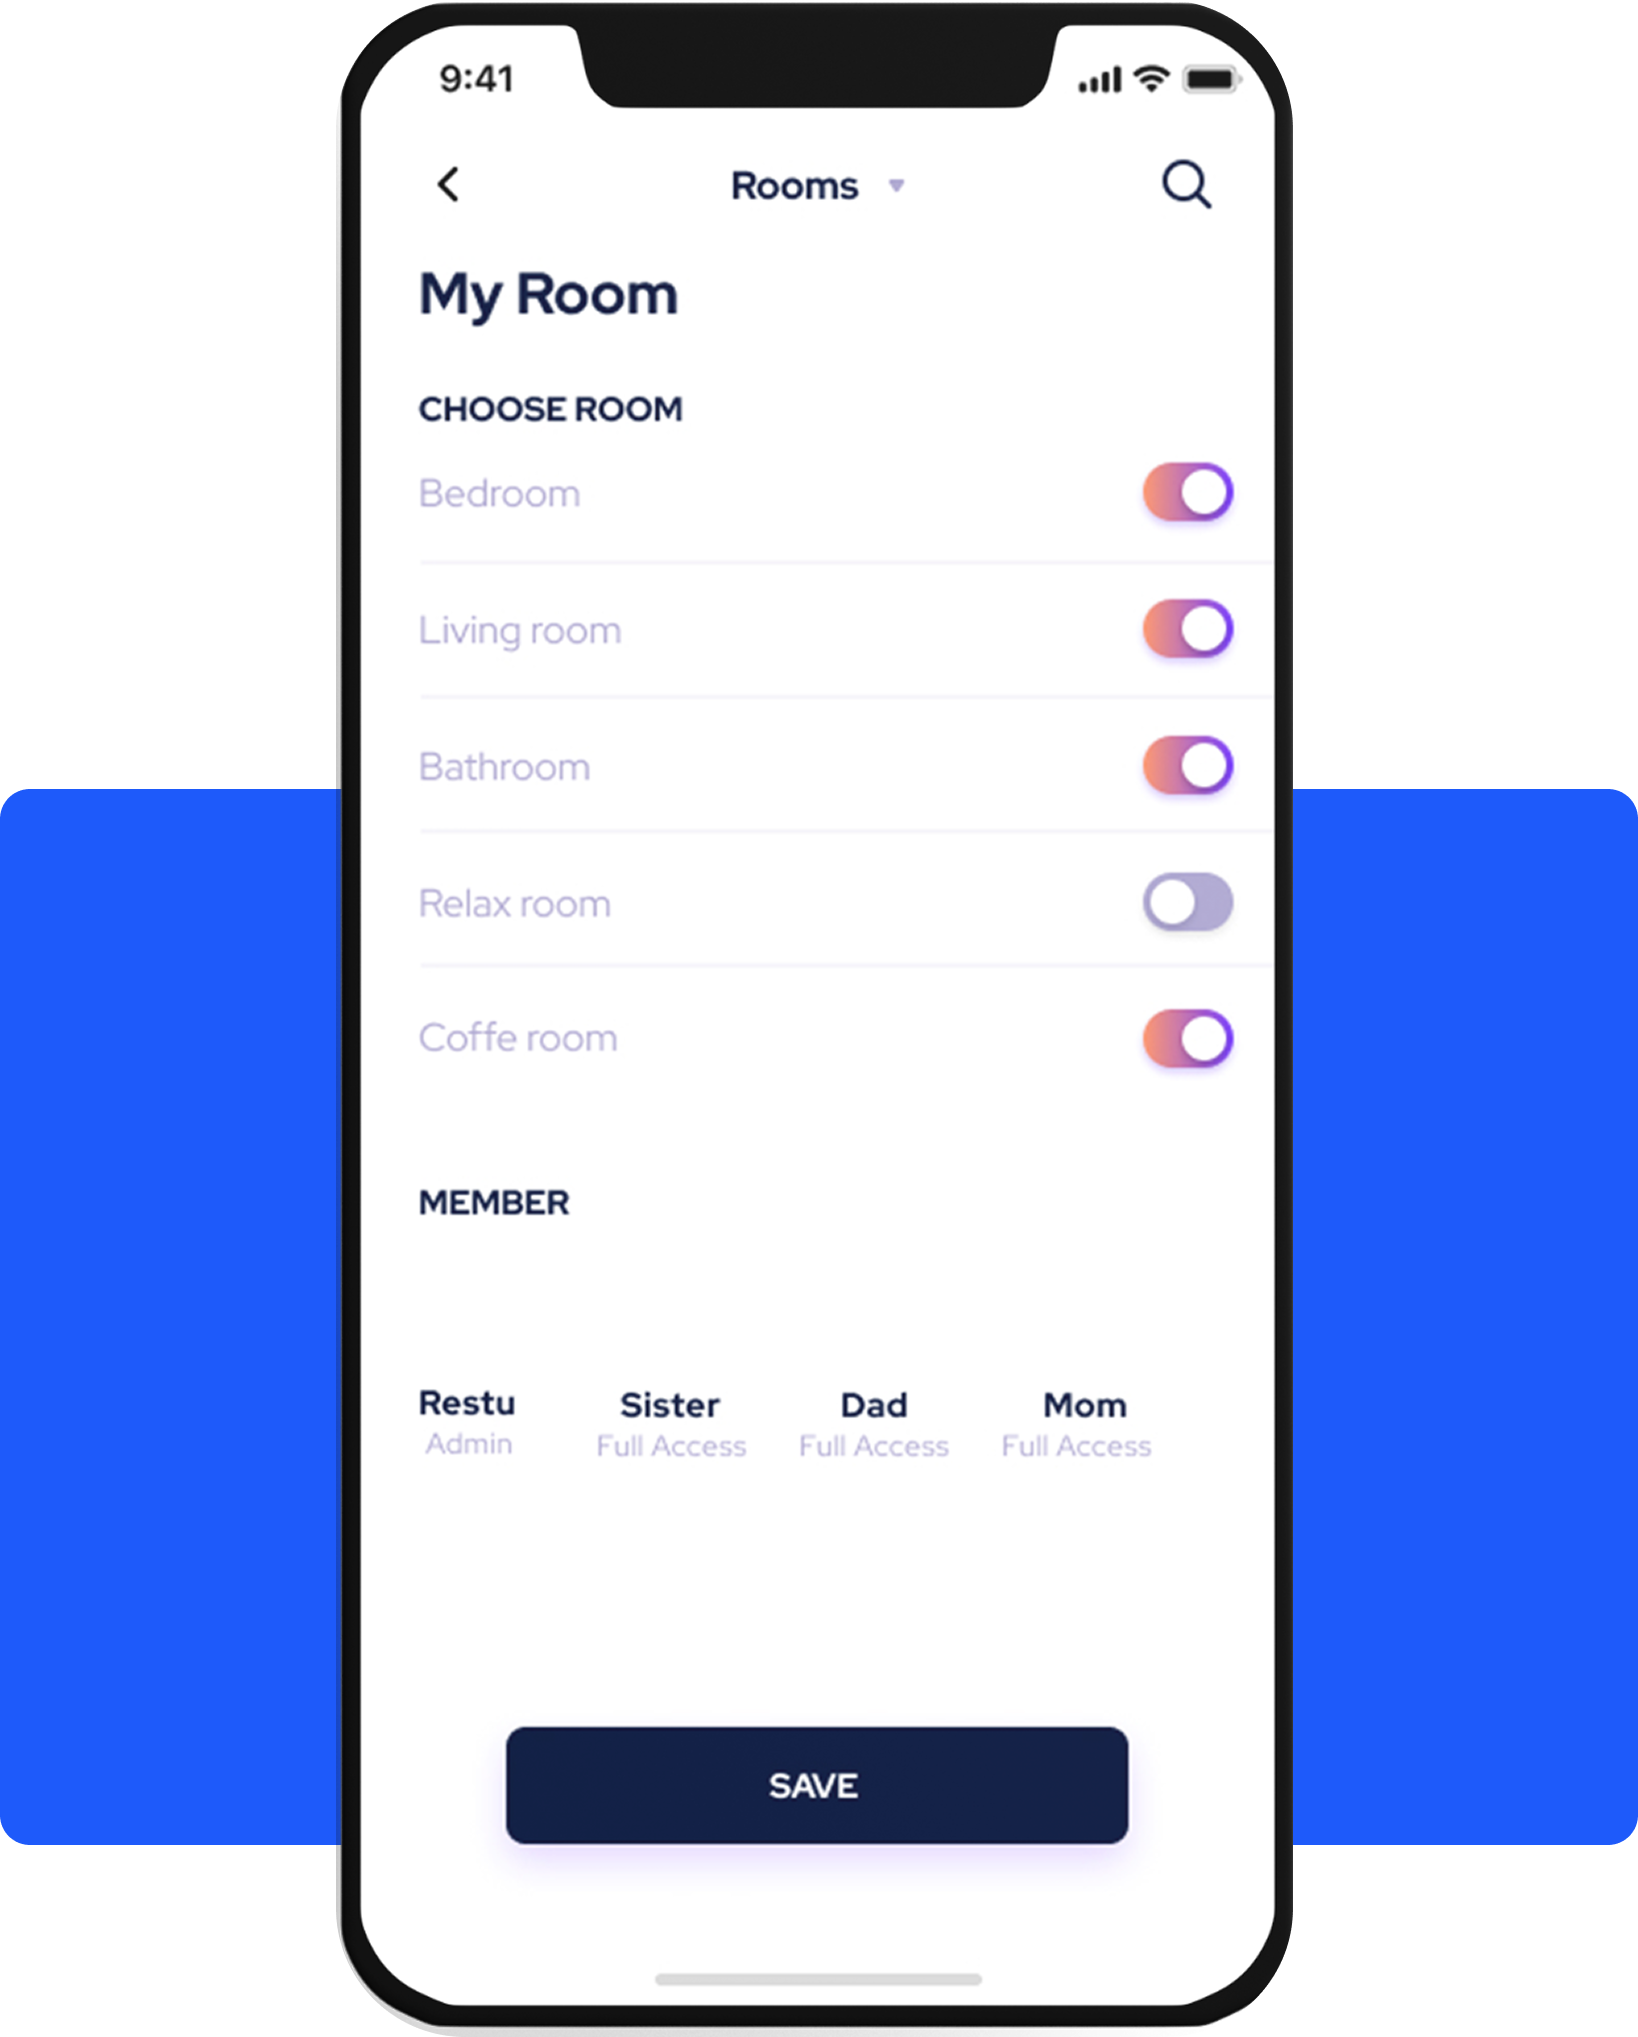 9:41
Rooms
My Room
CHOOSE ROOM
Bedroom
Living room
Bathroom
Relax room
Coffe room
MEMBER
Restu Sister Dad Mom
Admin Full Access Full Access Full Access
SAVE